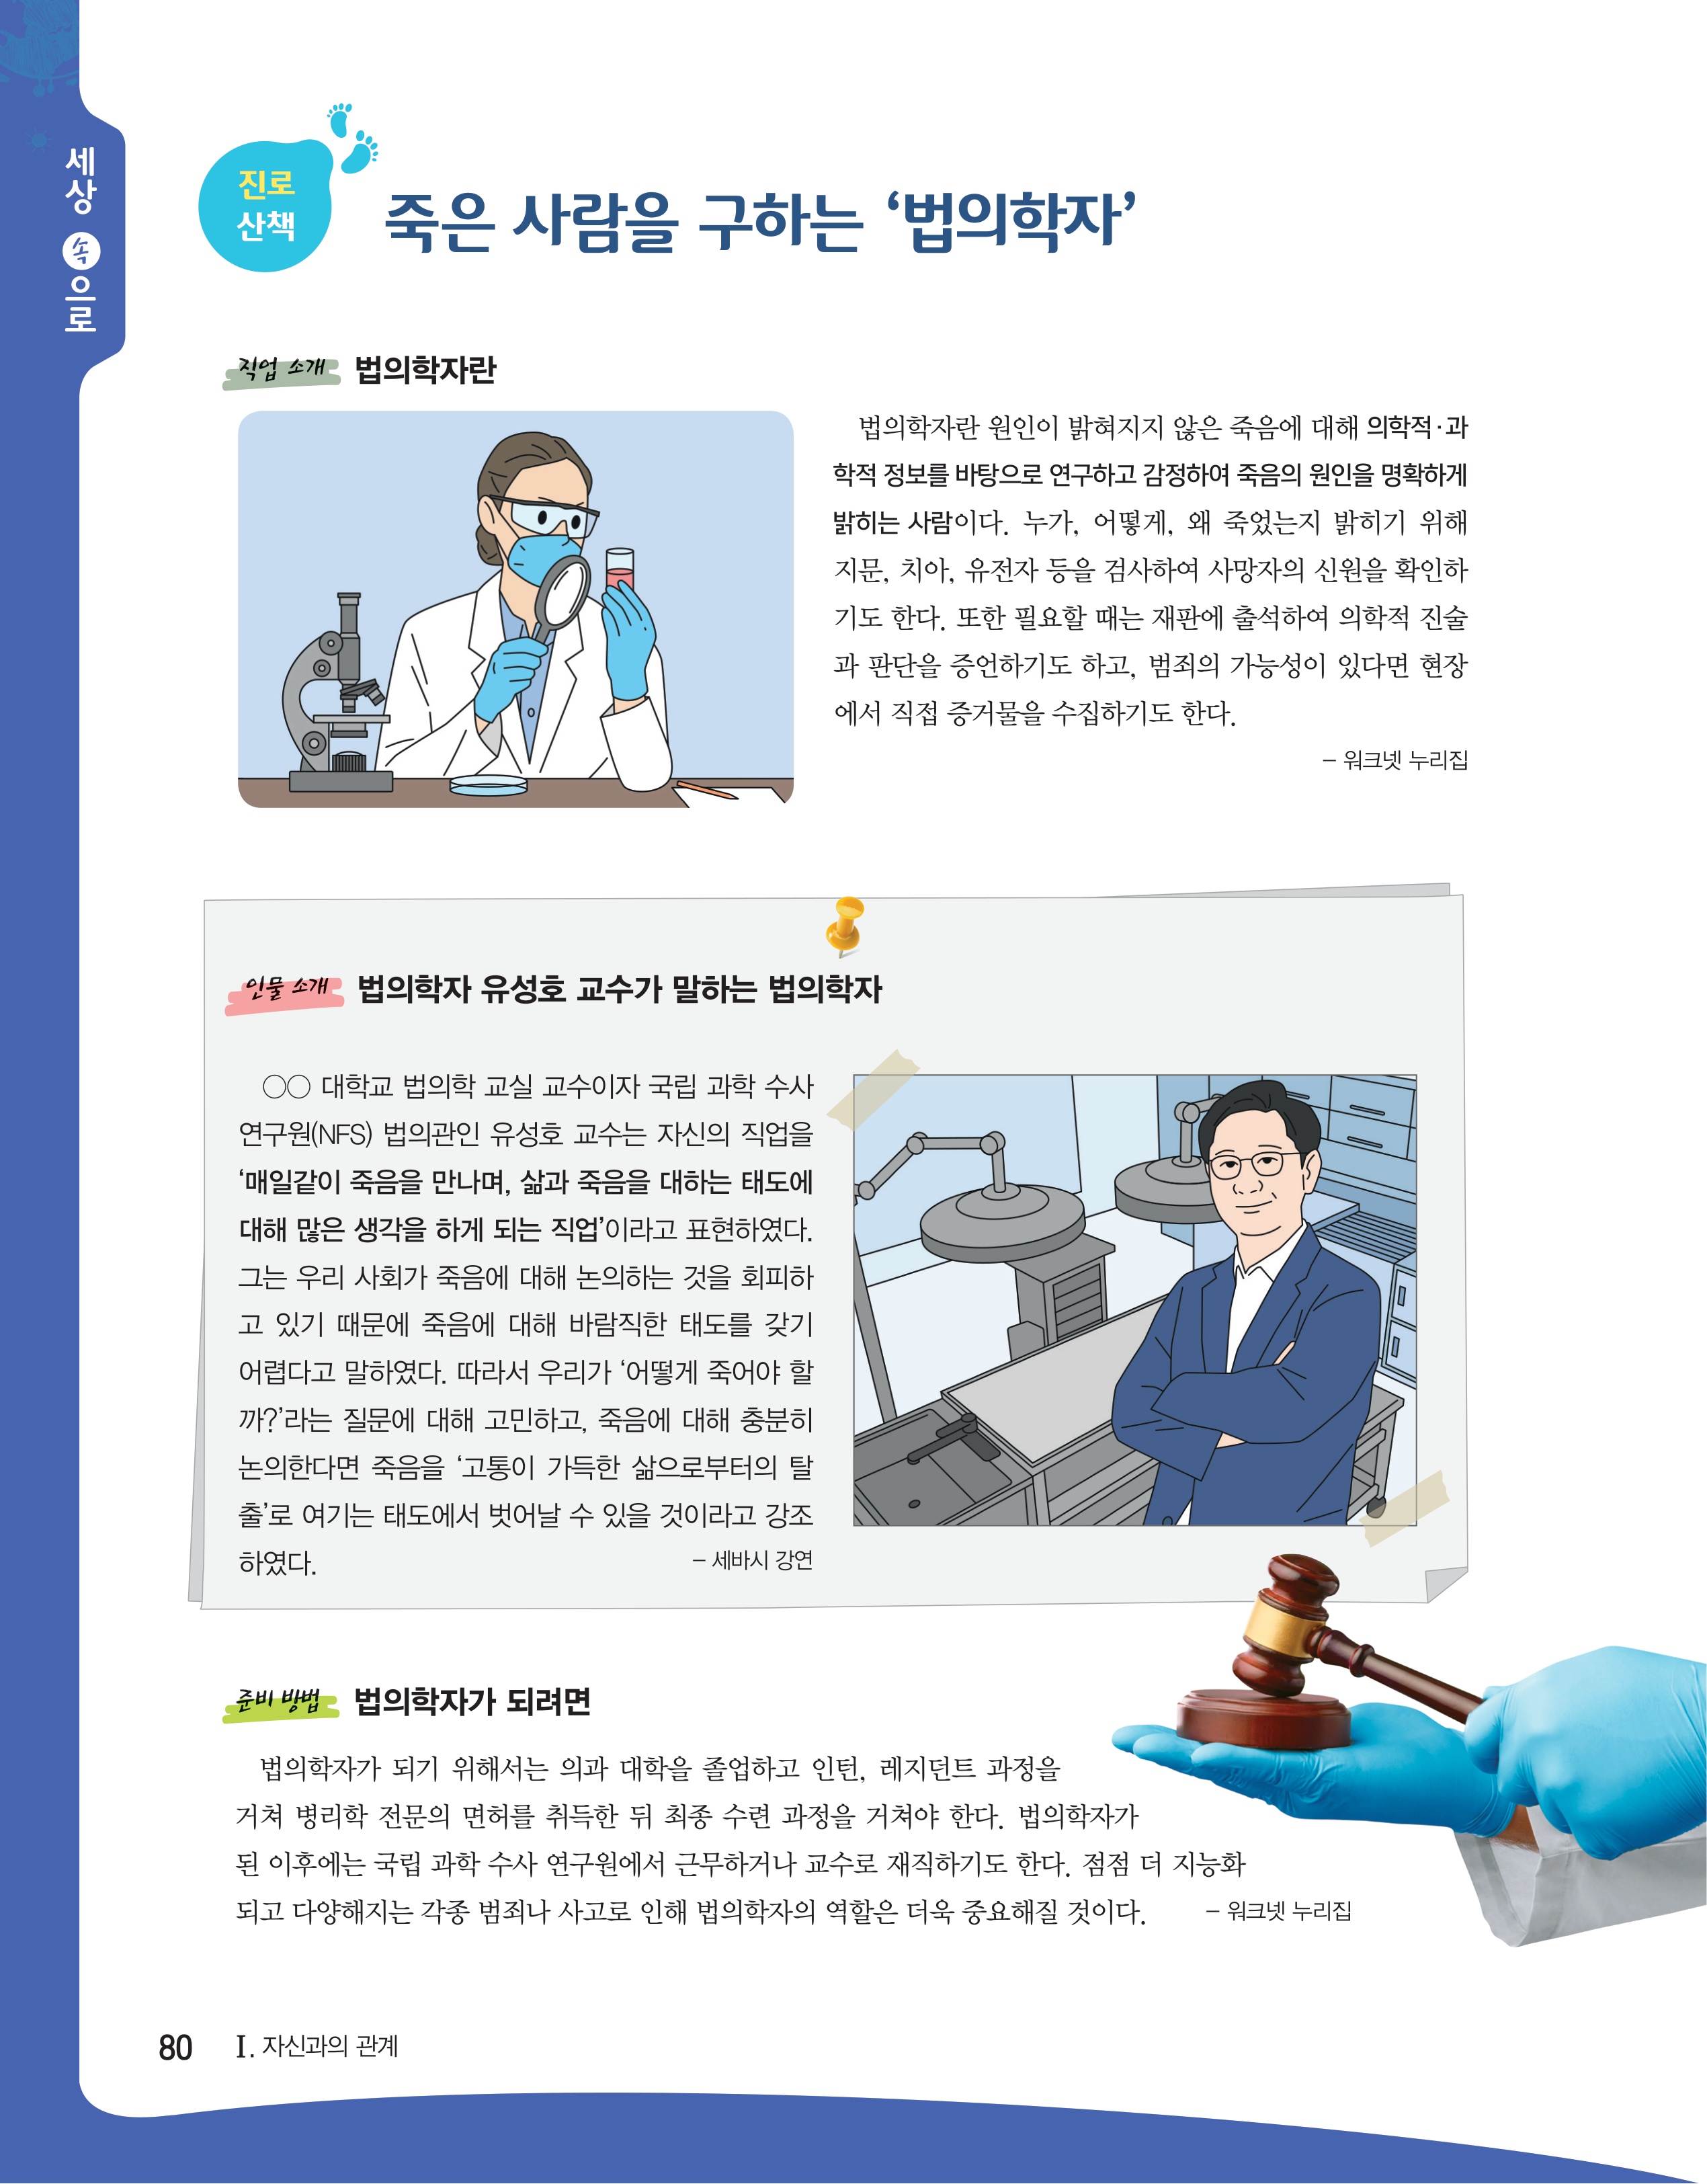 세상 속으로
진로
산책
죽은 사람을 구하는 ‘법의학자’
직업 소개 법의학자란
법의학자란 원인이 밝혀지지 않은 죽음에 대해 의학적·과
학적 정보를 바탕으로 연구하고 감정하여 죽음의 원인을 명확하게
밝히는 사람이다. 누가, 어떻게, 왜 죽었는지 밝히기 위해
지문, 치아, 유전자 등을 검사하여 사망자의 신원을 확인하
기도 한다. 또한 필요할 때는 재판에 출석하여 의학적 진술
과 판단을 증언하기도 하고, 범죄의 가능성이 있다면 현장
에서 직접 증거물을 수집하기도 한다.
– 워크넷 누리집
인물 소개 법의학자 유성호 교수가 말하는 법의학자
○○ 대학교 법의학 교실 교수이자 국립 과학 수사
연구원(NFS) 법의관인 유성호 교수는 자신의 직업을
‘매일같이 죽음을 만나며, 삶과 죽음을 대하는 태도에
대해 많은 생각을 하게 되는 직업’이라고 표현하였다.
그는 우리 사회가 죽음에 대해 논의하는 것을 회피하
고 있기 때문에 죽음에 대해 바람직한 태도를 갖기
어렵다고 말하였다. 따라서 우리가 ‘어떻게 죽어야 할
까?’라는 질문에 대해 고민하고, 죽음에 대해 충분히
논의한다면 죽음을 ‘고통이 가득한 삶으로부터의 탈
출’로 여기는 태도에서 벗어날 수 있을 것이라고 강조
하였다. – 세바시 강연
준비 방법 법의학자가 되려면
법의학자가 되기 위해서는 의과 대학을 졸업하고 인턴, 레지던트 과정을
거쳐 병리학 전문의 면허를 취득한 뒤 최종 수련 과정을 거쳐야 한다. 법의학자가
된 이후에는 국립 과학 수사 연구원에서 근무하거나 교수로 재직하기도 한다. 점점 더 지능화
되고 다양해지는 각종 범죄나 사고로 인해 법의학자의 역할은 더욱 중요해질 것이다. – 워크넷 누리집
80 I. 자신과의 관계